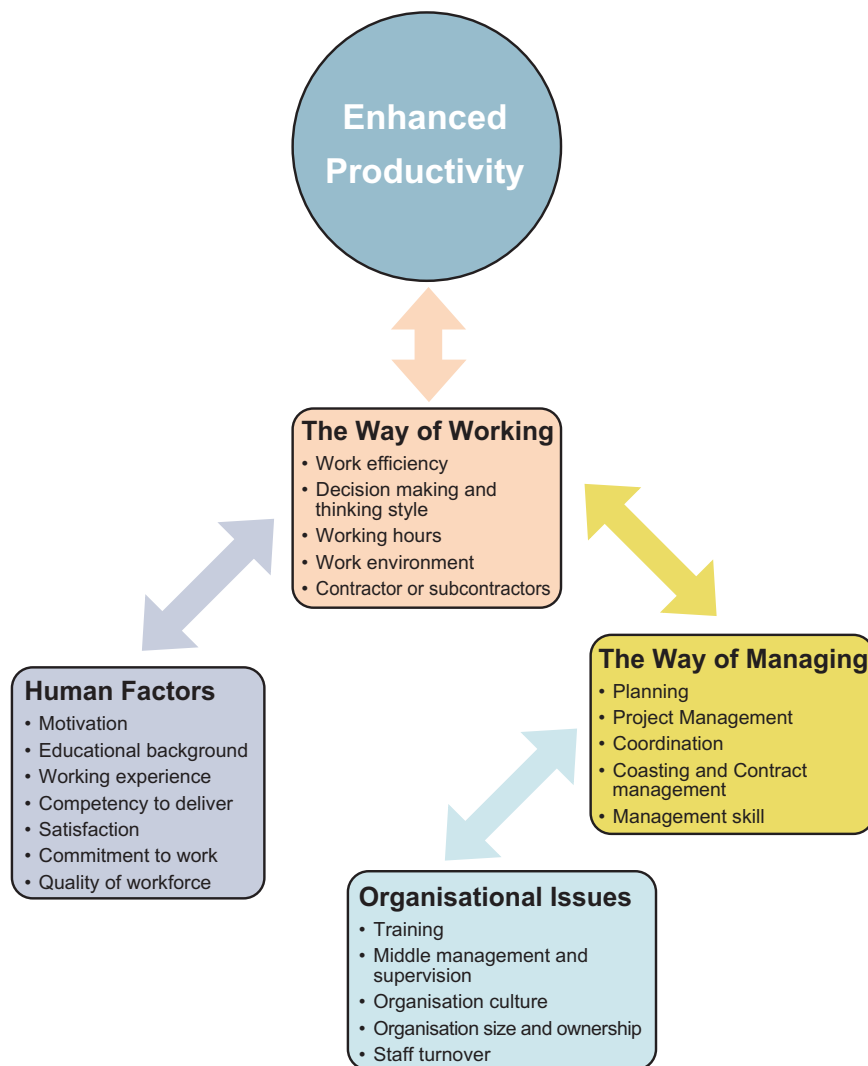 Enhanced
Productivity
The Way of Working
• Work efficiency
• Decision making and
thinking style
• Working hours
• Work environment
• Contractor or subcontractors
The Way of Managing
• Planning
• Project Management
• Coordination
• Coasting and Contract
management
• Management skill
Human Factors
• Motivation
• Educational background
• Working experience
• Competency to deliver
• Satisfaction
• Commitment to work
• Quality of workforce
Organisational Issues
• Training
• Middle management and
supervision
• Organisation culture
• Organisation size and ownership
• Staff turnover